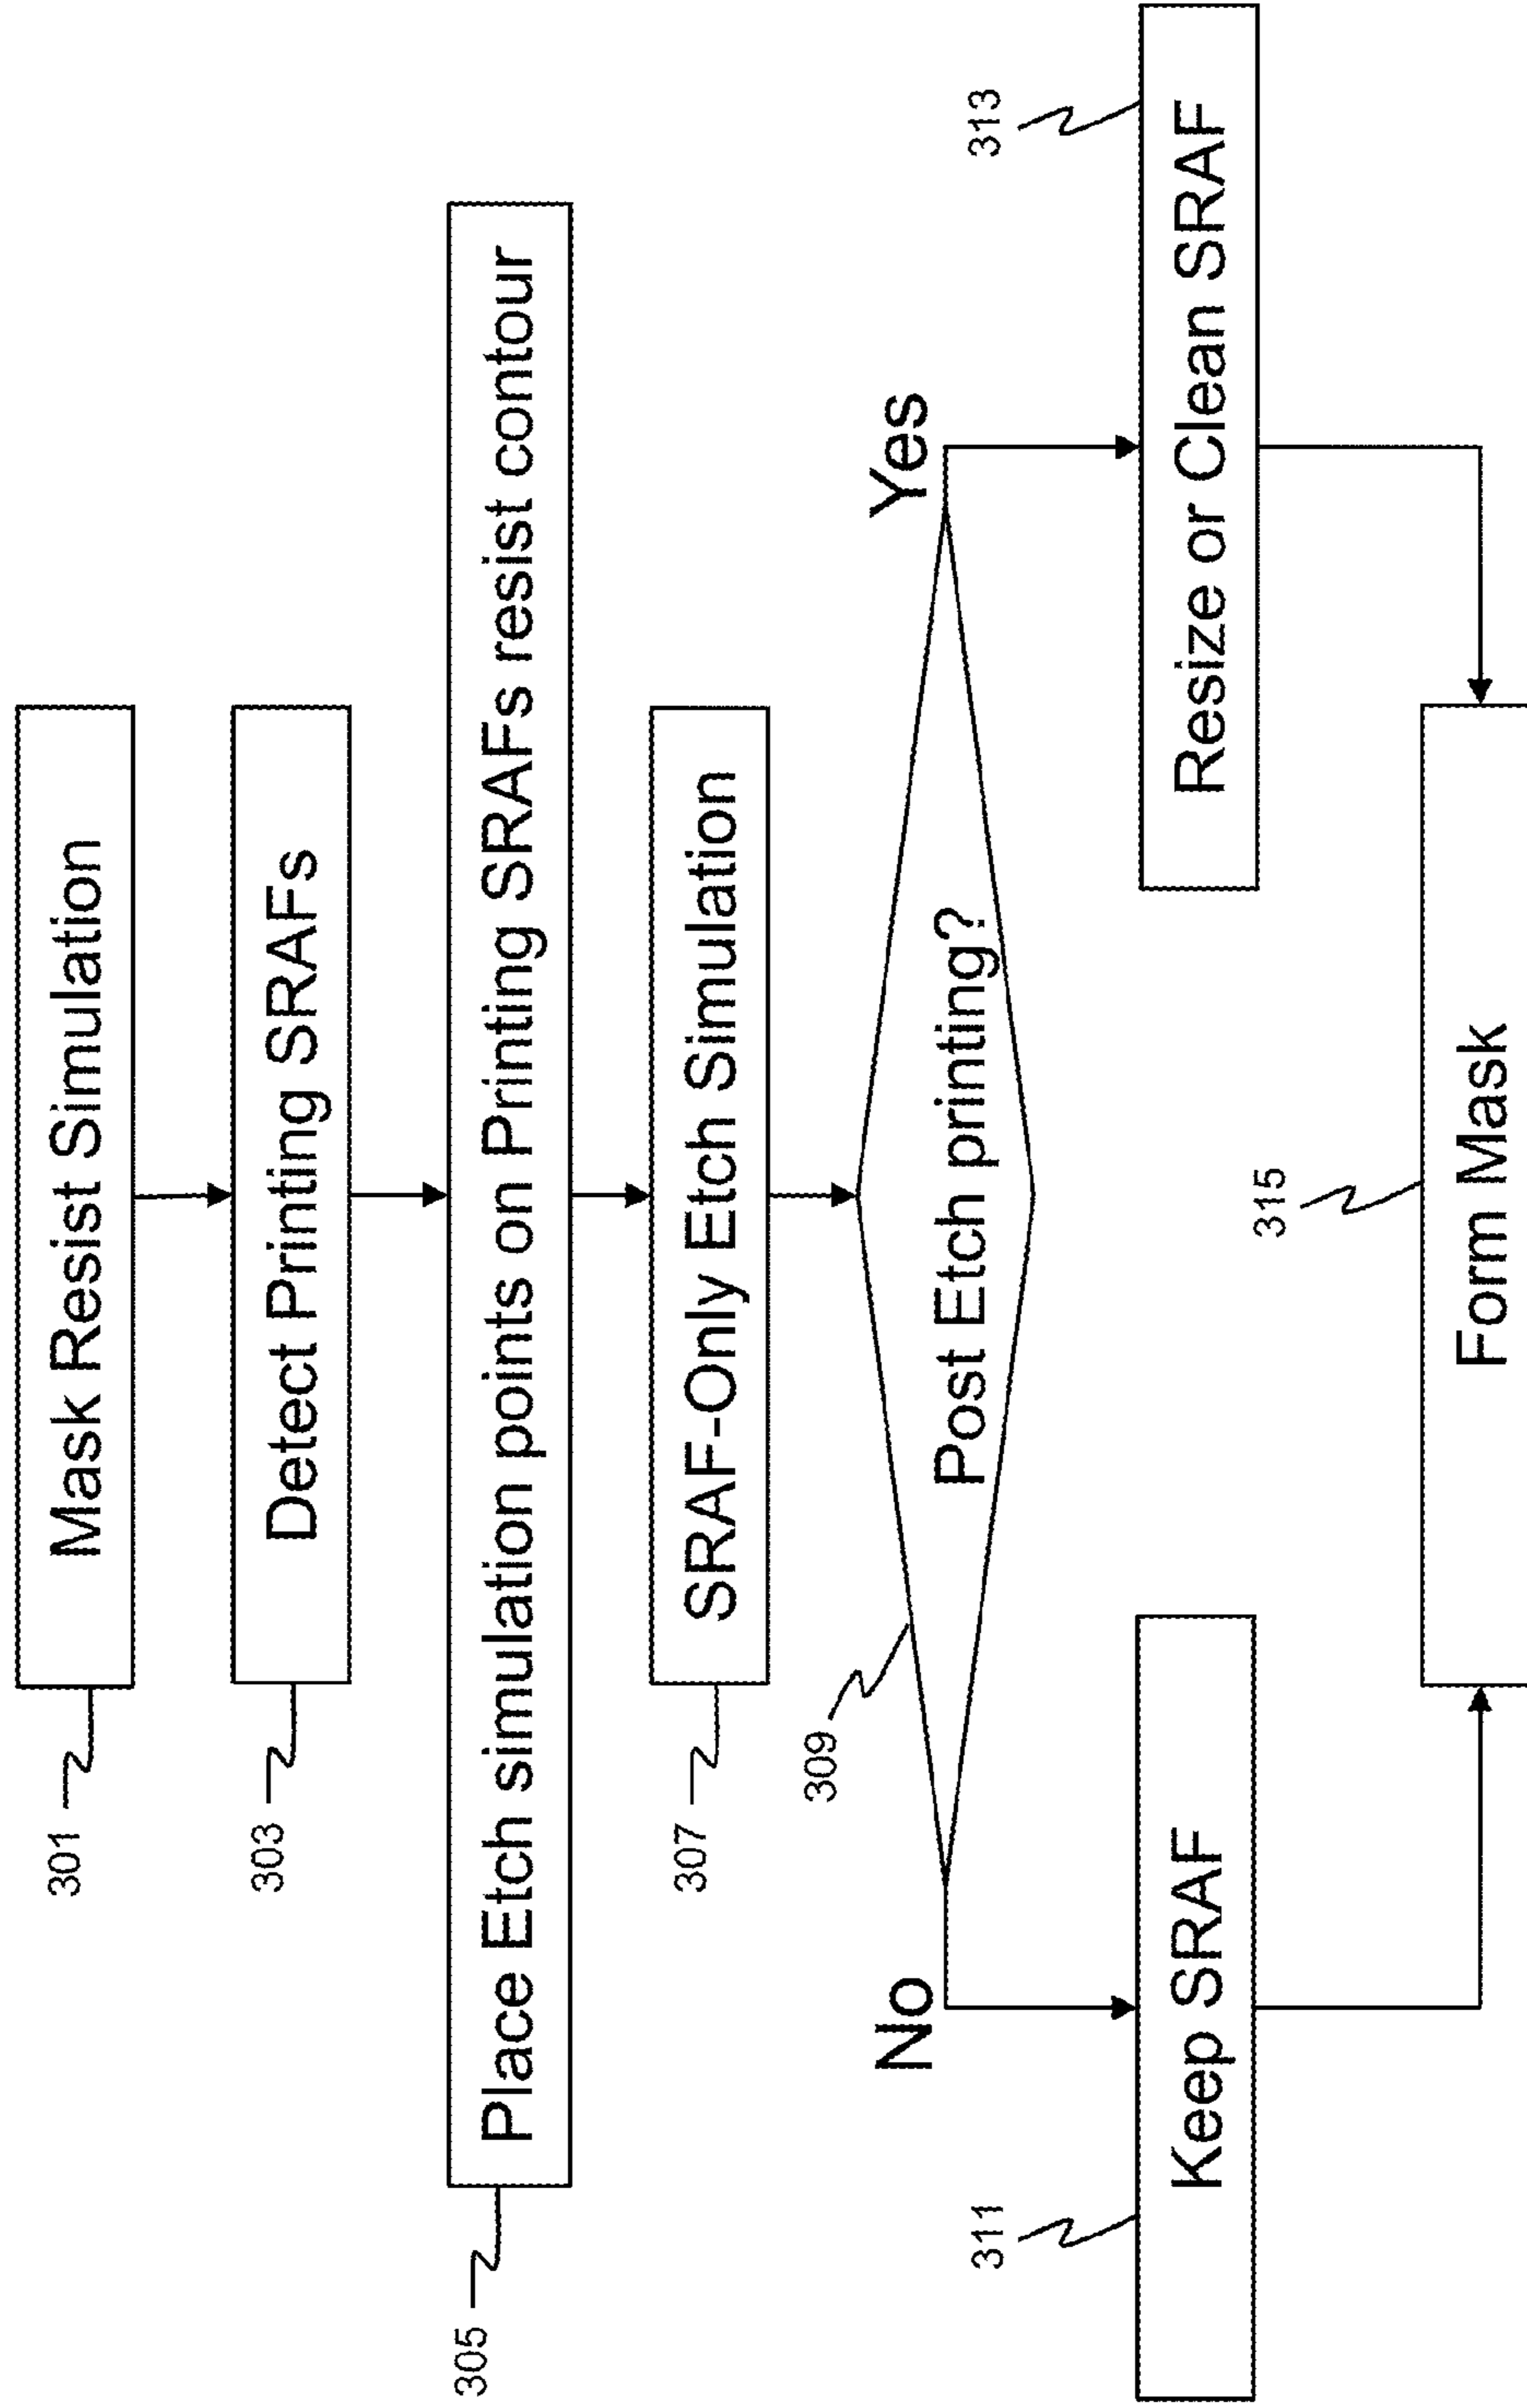 301
Mask Resist Simulation
303
Detect Printing SRAFs
305
Place Etch simulation points on Printing SRAFs resist contour
307
SRAF-Only Etch Simulation
309
Post Etch printing?
No
Yes
311
Keep SRAF
313
Resize or Clean SRAF
315
Form Mask